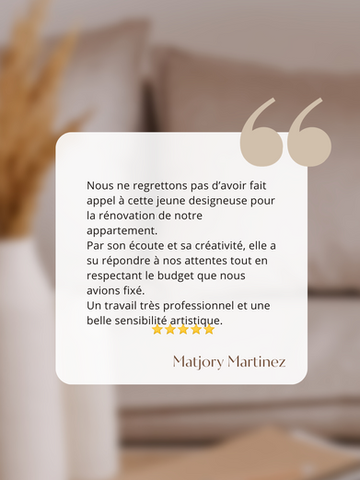 Nous ne regrettons pas d’avoir fait
appel à cette jeune designeuse pour
la rénovation de notre
appartement.
Par son écoute et sa créativité, elle a
su répondre à nos attentes tout en
respectant le budget que nous
avions fixé.
Un travail très professionnel et une
belle sensibilité artistique.
Matjory Martinez